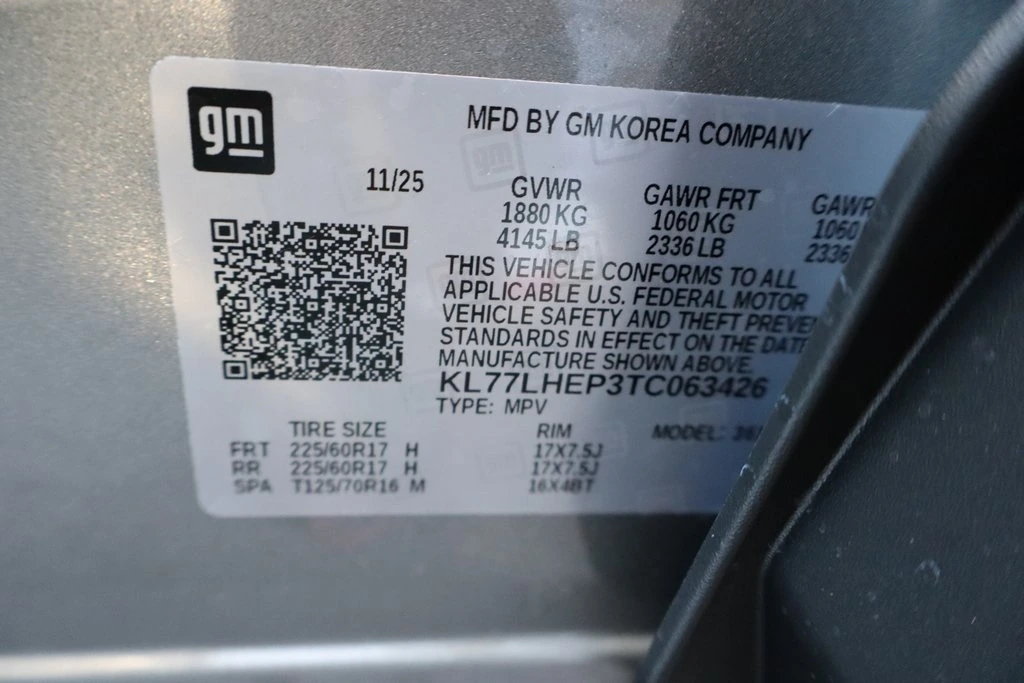 gm
MFD BY GM KOREA COMPANY
11/25
GVWR GAWR FRT GAWR
1880 KG 1060 KG 1060
4145 LB 2336 LB 2336
THIS VEHICLE CONFORMS TO ALL
APPLICABLE U.S. FEDERAL MOTOR
VEHICLE SAFETY AND THEFT PREVE
STANDARDS IN EFFECT ON THE DATE
MANUFACTURE SHOWN ABOVE.
KL77LHEP3TC063426
TYPE: MPV
TIRE SIZE RIM MODEL:
FRT 225/60R17 H 17X7.5J
RR 225/60R17 H 17X7.5J
SPA T125/70R16 M 16X4BT